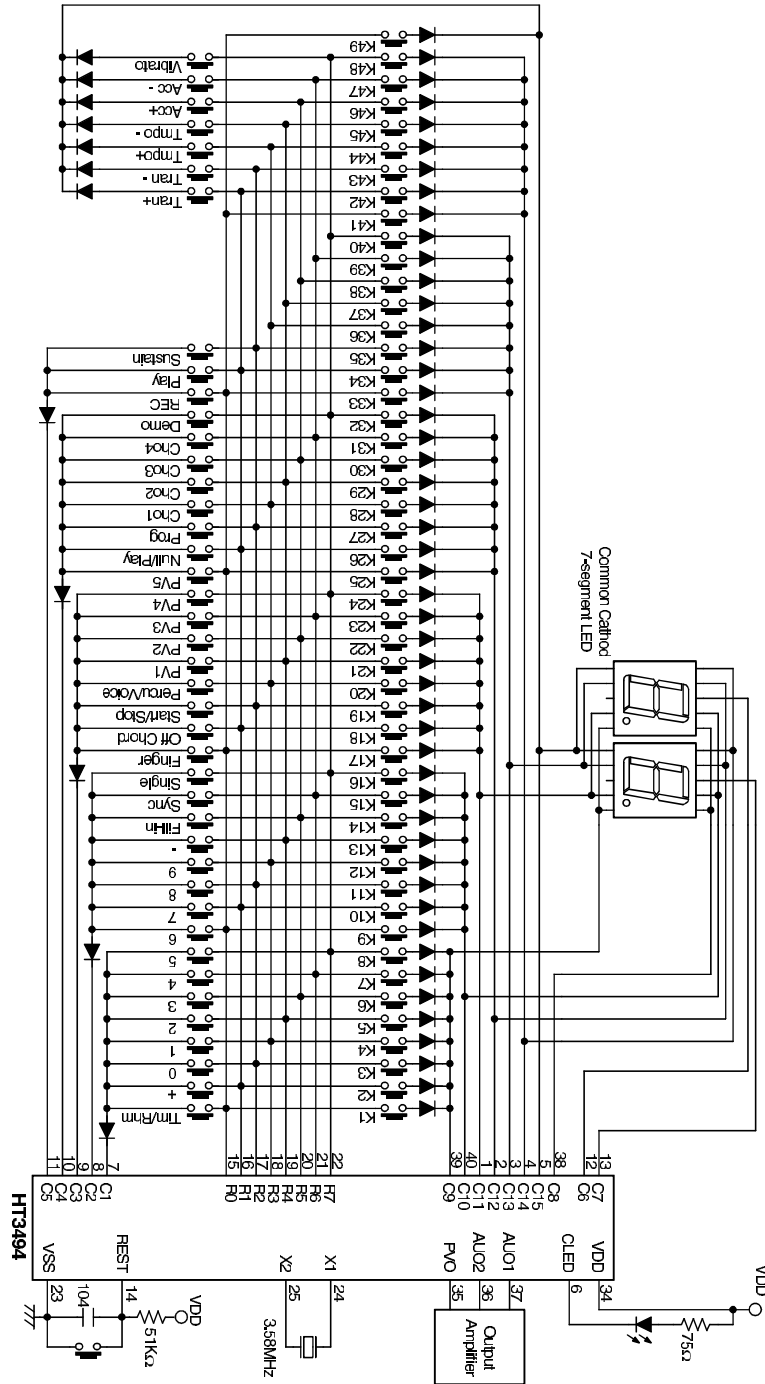 Common Cathod
7-segment LED
K49
K48
K47
K46
K45
K44
K43
K42
K41
K40
K39
K38
K37
K36
K35
K34
K33
K32
K31
K30
K29
K28
K27
K26
K25
K24
K23
K22
K21
K20
K19
K18
K17
K16
K15
K14
K13
K12
K11
K10
K9
K8
K7
K6
K5
K4
K3
K2
K1
Vibrato
Acc -
Acc+
Tmpo -
Tmpo+
Tran -
Tran+
Sustain
Play
REC
Demo
Cho4
Cho3
Cho2
Cho1
Prog
Null/Play
PV5
PV4
PV3
PV2
PV1
Percu/Voice
Start/Stop
Off Chord
Finger
Single
Sync
Fill-in
-
9
8
7
6
5
4
3
2
1
0
+
Tim/Rhm
11
10
9
8
7
15
16
17
18
19
20
21
22
39
40
1
2
3
4
5
38
12
13
C5
C4
C3
C2
C1
R0
R1
R2
R3
R4
R5
R6
R7
C9
C10
C11
C12
C13
C14
C15
C8
C6
C7
HT3494
VSS
REST
X2
X1
PVO
AUO2
AUO1
CLED
VDD
23
14
25
24
35
36
37
6
34
104
51KΩ
VDD
3.58MHz
Output
Amplifier
75Ω
VDD